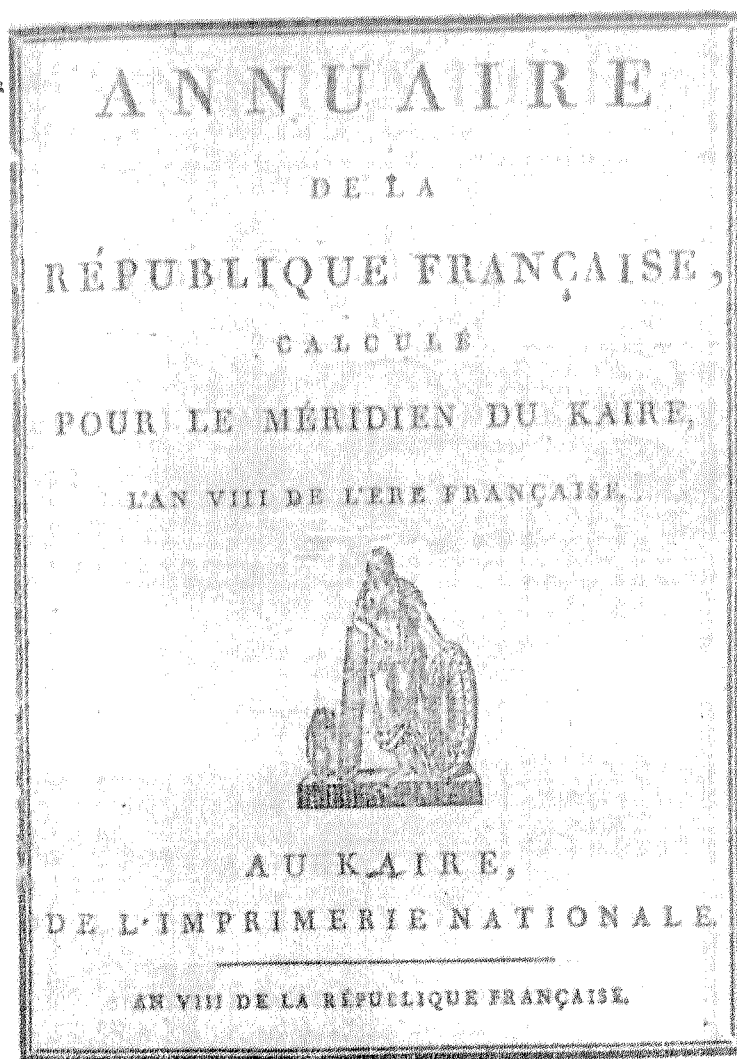 ANNUAIRE
DE LA
RÉPUBLIQUE FRANÇAISE,
CALCULÉ
POUR LE MÉRIDIEN DU KAIRE,
L'AN VIII DE L'ERE FRANÇAISE.
AU KAIRE,
DE L'IMPRIMERIE NATIONALE
AN VIII DE LA RÉPUBLIQUE FRANÇAISE.